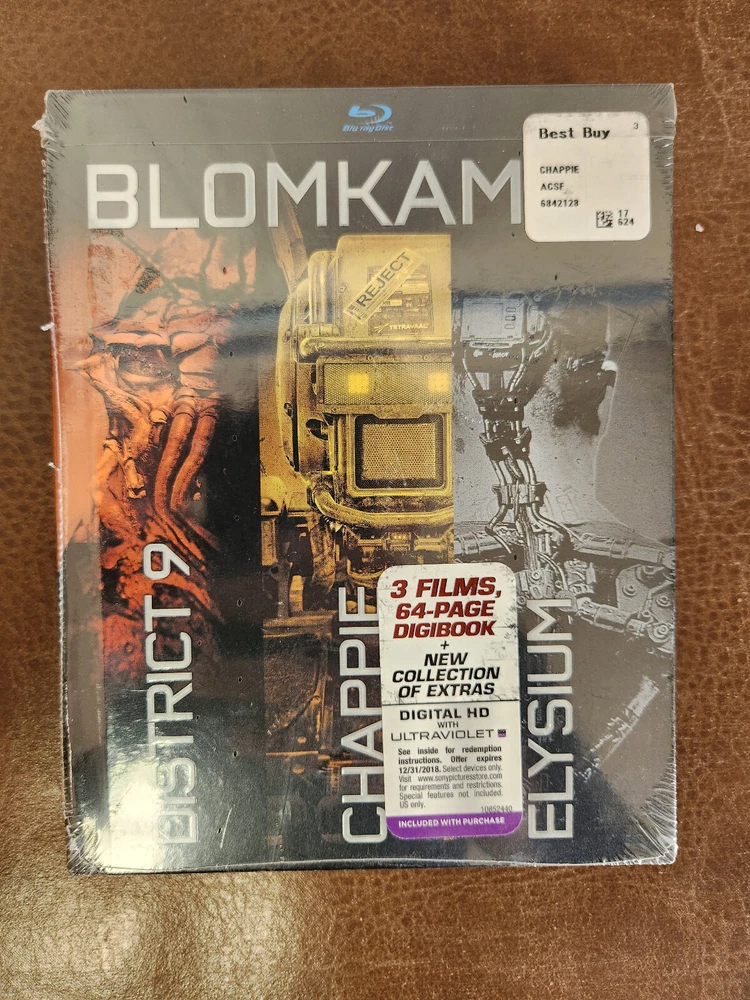 Blu-ray Disc
BLOMKAM
Best Buy 3
CHAPPIE
ACSF
6842128
17
524
REJECT
TETRAVAAL
DISTRICT 9
CHAPPIE
ELYSIUM
3 FILMS,
64-PAGE
DIGIBOOK
+
NEW
COLLECTION
OF EXTRAS
DIGITAL HD
WITH
ULTRAVIOLET
See inside for redemption
instructions. Offer expires
12/31/2018. Select devices only.
Visit www.sonypicturesstore.com
for requirements and restrictions.
Special features not included.
US only.
10852440
INCLUDED WITH PURCHASE